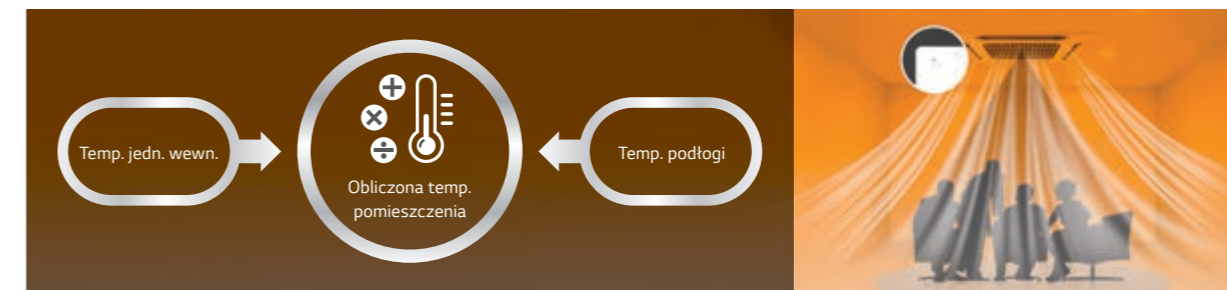 Temp. jedn. wewn.
Obliczona temp.
pomieszczenia
Temp. podłogi